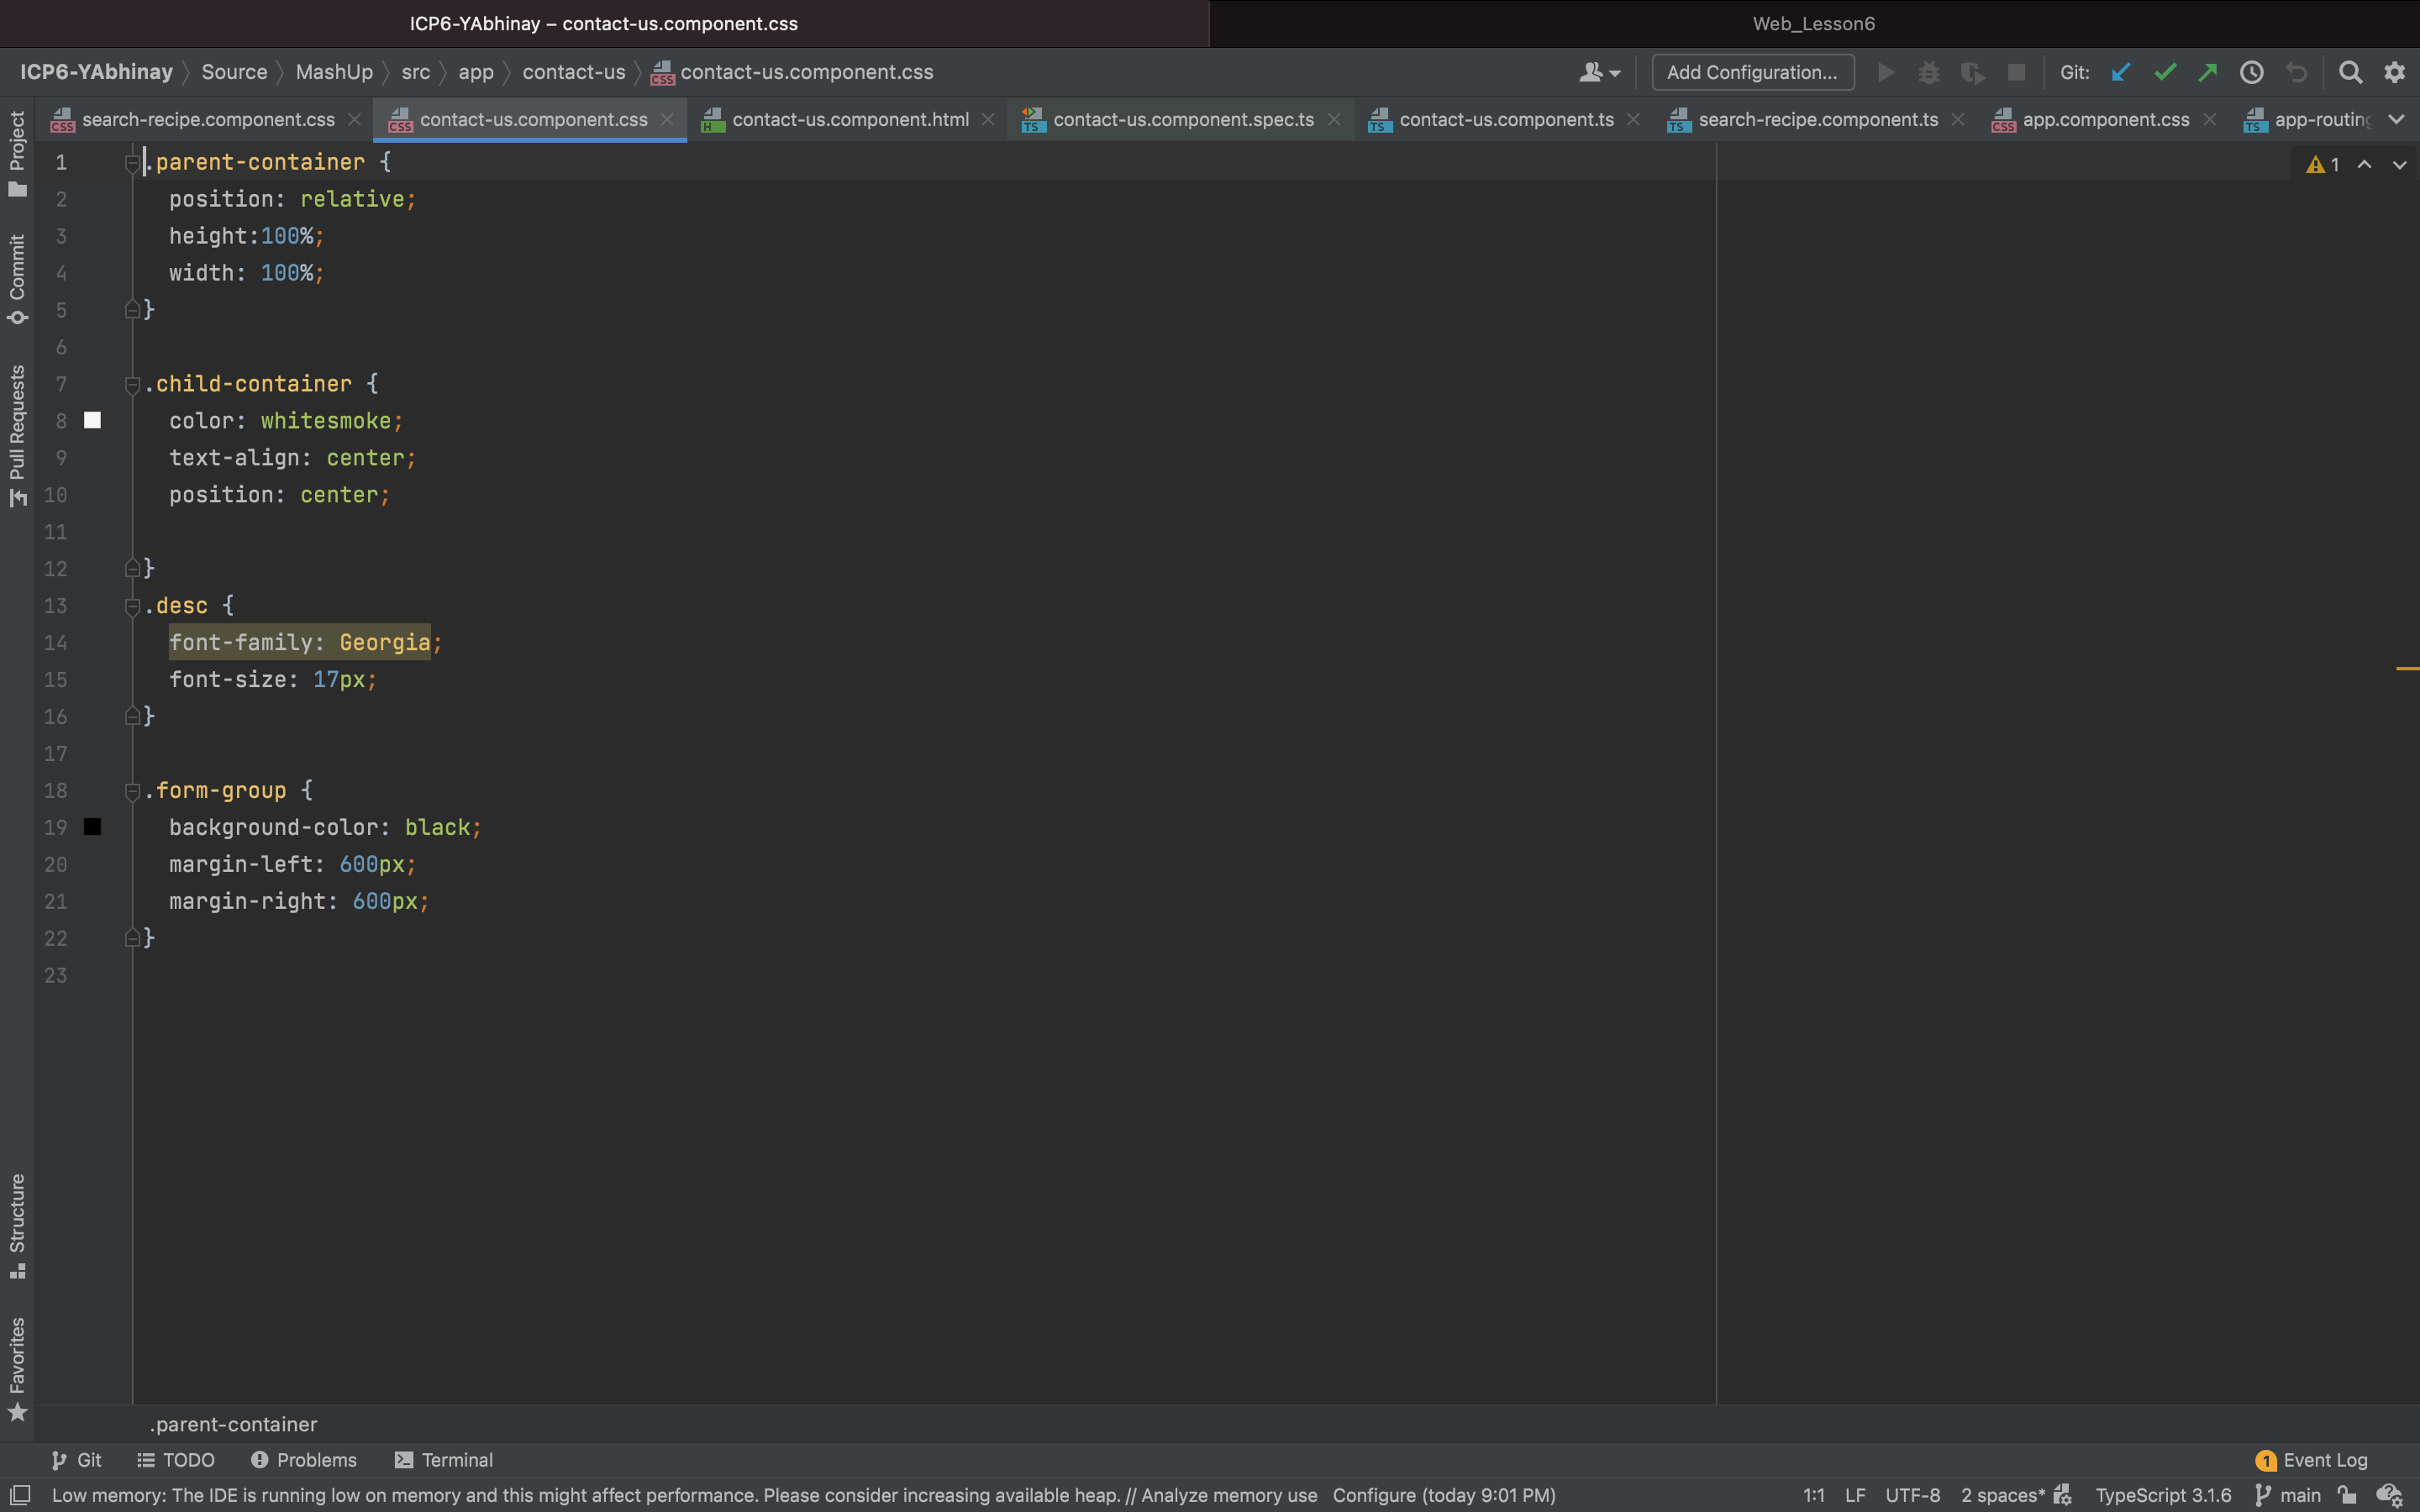 ICP6-YAbhinay – contact-us.component.css
Web_Lesson6
ICP6-YAbhinay Source MashUp src app contact-us contact-us.component.css
Add Configuration...
Git:
search-recipe.component.css
contact-us.component.css
contact-us.component.html
contact-us.component.spec.ts
contact-us.component.ts
search-recipe.component.ts
app.component.css
app-routing
Project
Commit
Pull Requests
Structure
Favorites
1
1 .parent-container {
2 position: relative;
3 height:100%;
4 width: 100%;
5 }
6
7 .child-container {
8 color: whitesmoke;
9 text-align: center;
10 position: center;
11
12 }
13 .desc {
14 font-family: Georgia;
15 font-size: 17px;
16 }
17
18 .form-group {
19 background-color: black;
20 margin-left: 600px;
21 margin-right: 600px;
22 }
23
.parent-container
Git
TODO
Problems
Terminal
1 Event Log
Low memory: The IDE is running low on memory and this might affect performance. Please consider increasing available heap. // Analyze memory use Configure (today 9:01 PM)
1:1 LF UTF-8 2 spaces* TypeScript 3.1.6 main